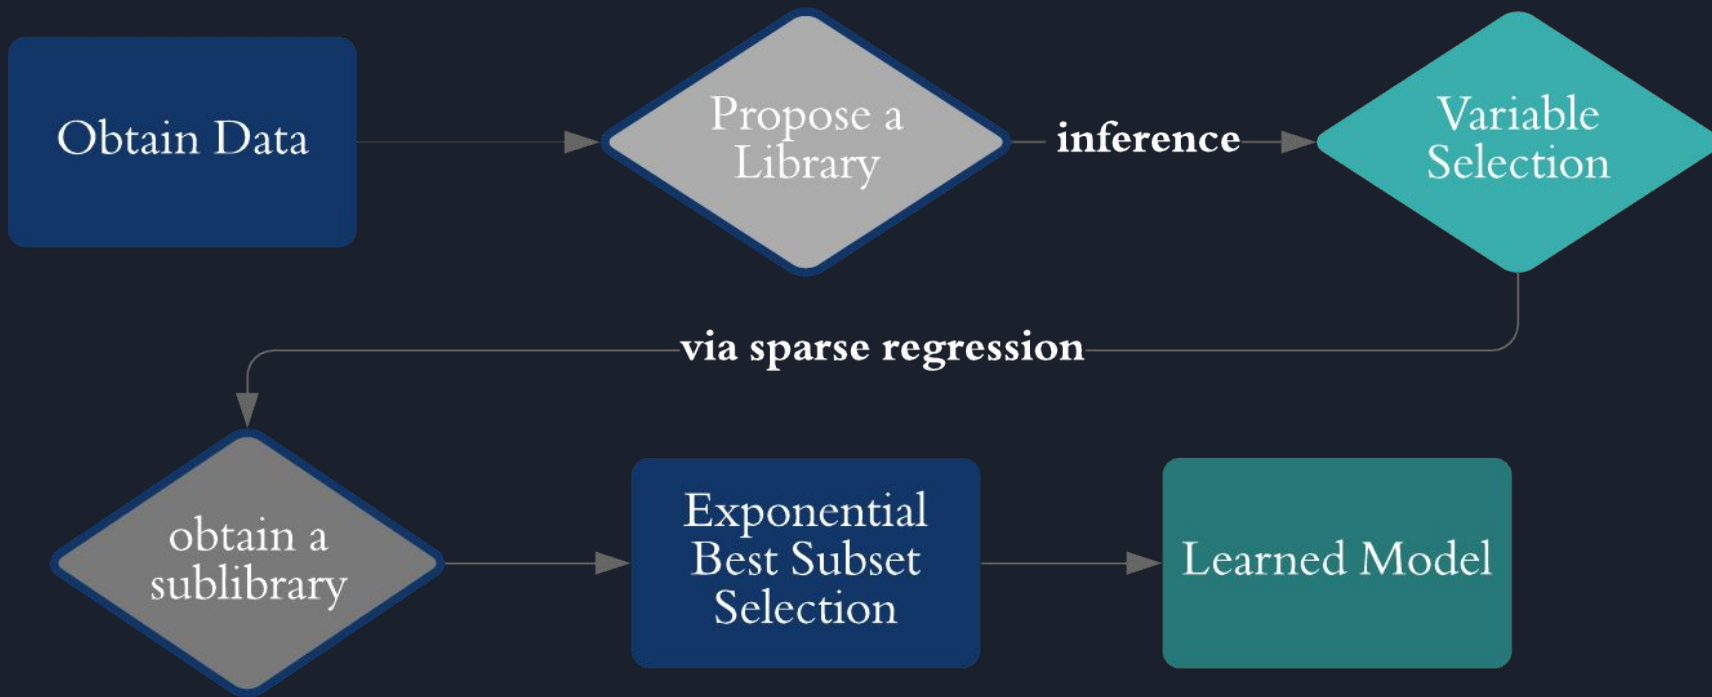 Obtain Data
Propose a
Library
inference
Variable
Selection
via sparse regression
obtain a
sublibrary
Exponential
Best Subset
Selection
Learned Model